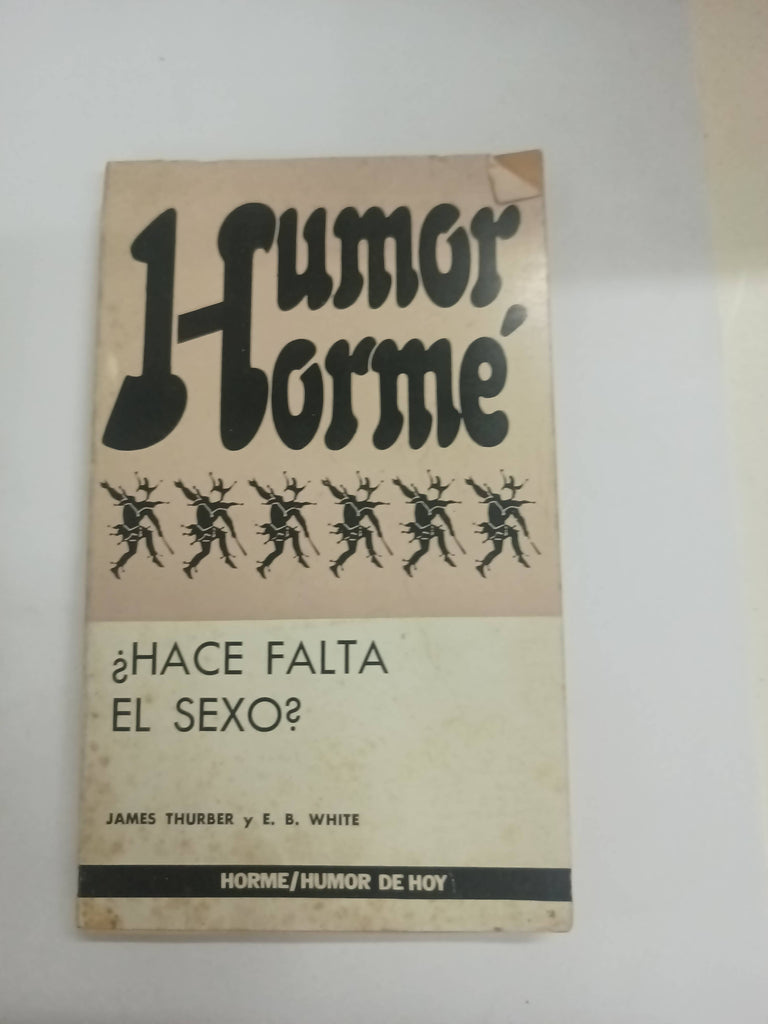 Humor
Hormé
¿HACE FALTA
EL SEXO?
JAMES THURBER y E. B. WHITE
HORME/HUMOR DE HOY